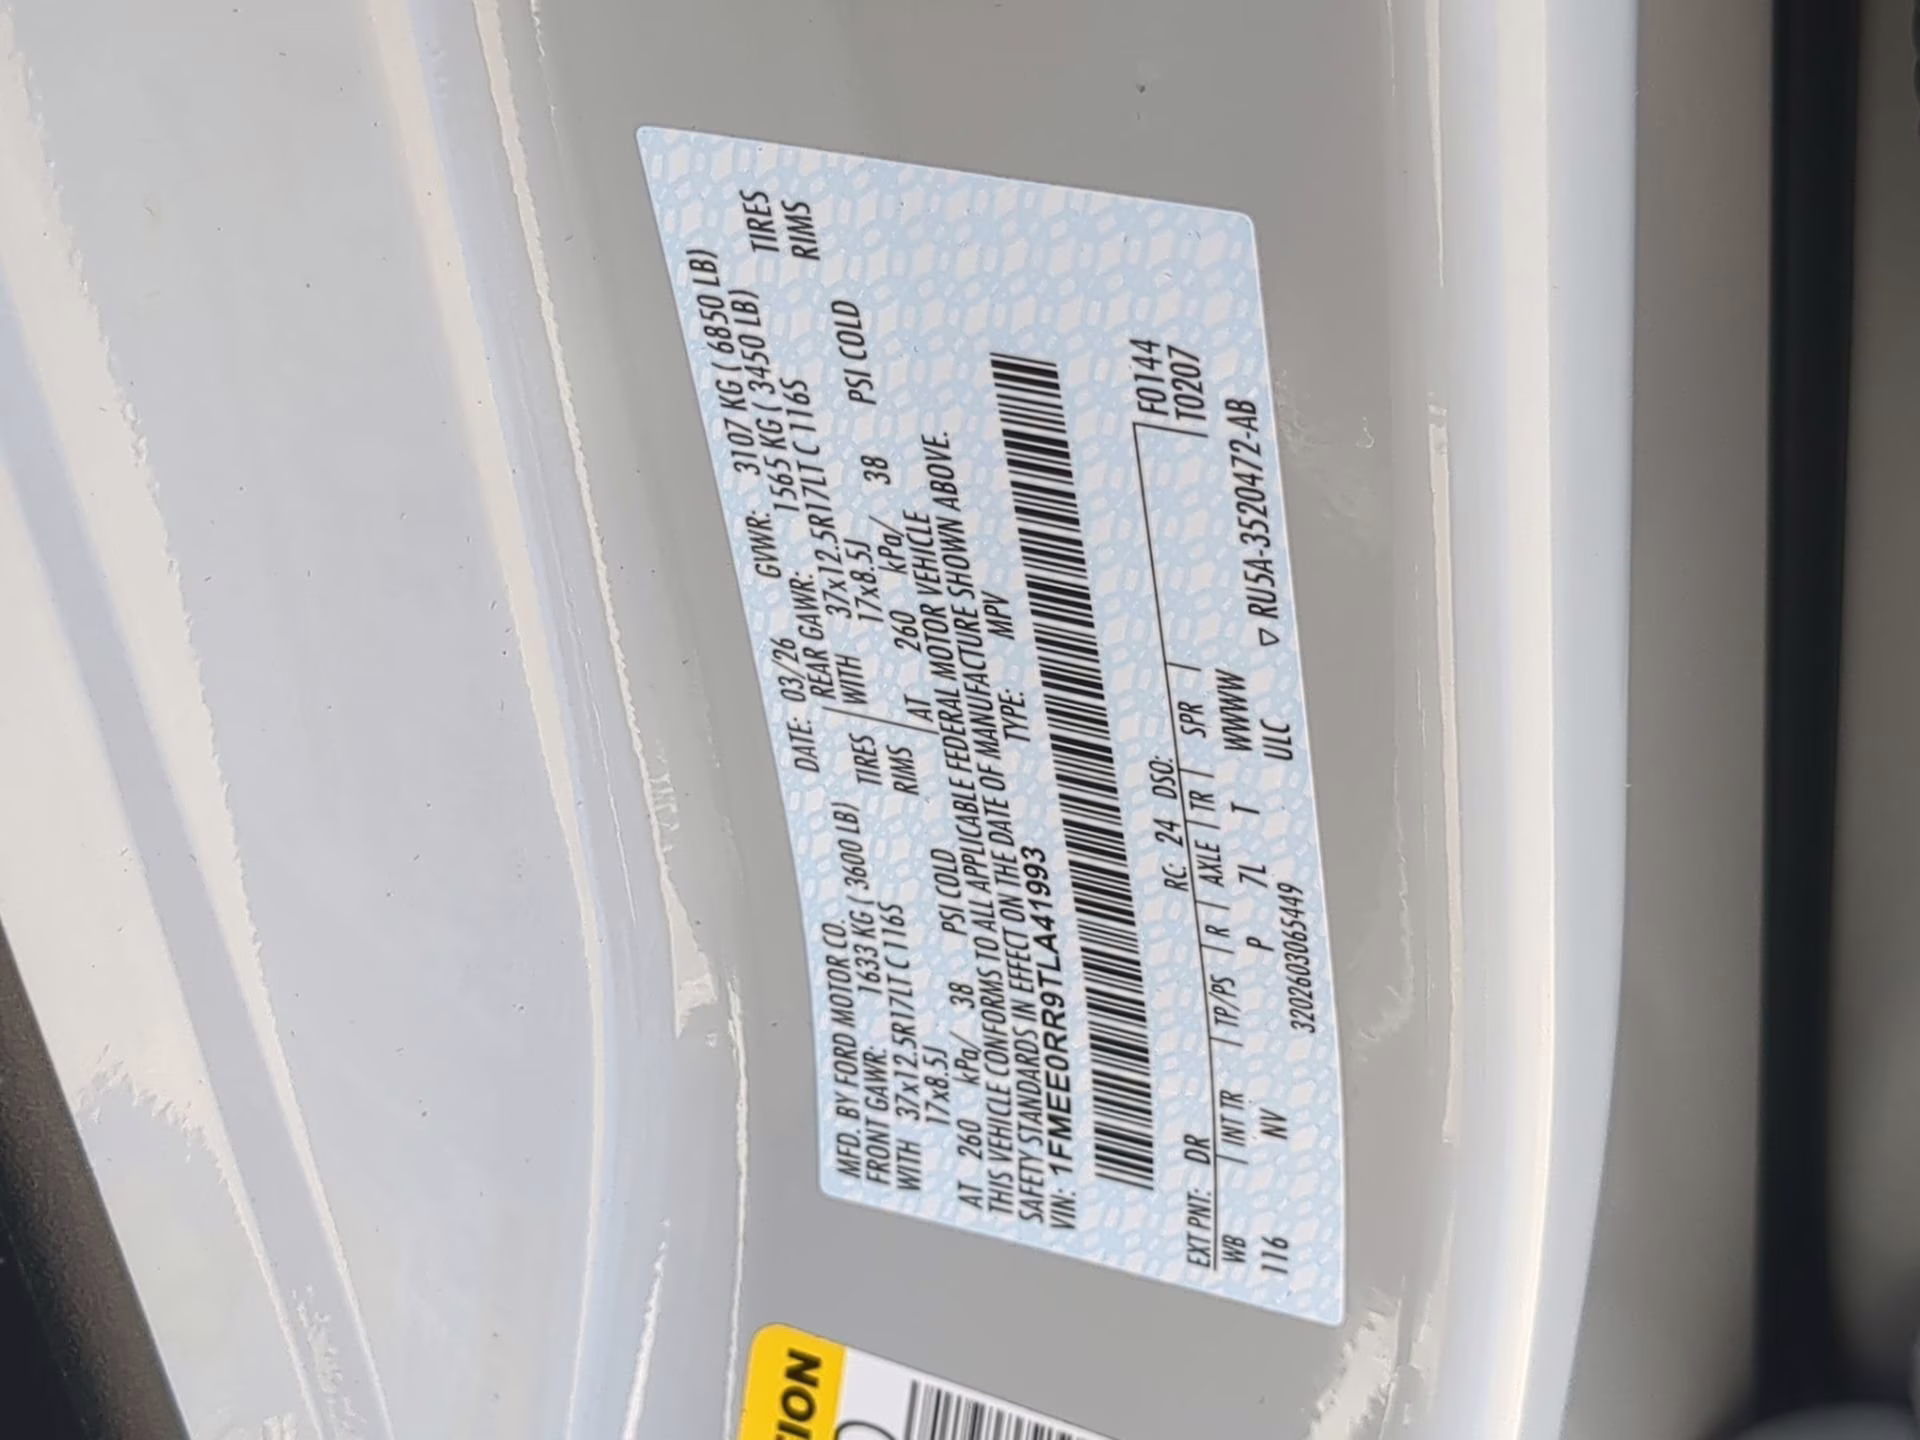 MFD. BY FORD MOTOR CO.
DATE: 03/26 GVWR: 3107 KG ( 6850 LB)
FRONT GAWR: 1633 KG ( 3600 LB) REAR GAWR: 1565 KG ( 3450 LB)
WITH 37x12.5R17LT C 116S TIRES WITH 37x12.5R17LT C 116S TIRES
17x8.5J RIMS 17x8.5J RIMS
AT 260 kPa/ 38 PSI COLD AT 260 kPa/ 38 PSI COLD
THIS VEHICLE CONFORMS TO ALL APPLICABLE FEDERAL MOTOR VEHICLE
SAFETY STANDARDS IN EFFECT ON THE DATE OF MANUFACTURE SHOWN ABOVE.
VIN: 1FMEE0RR9TLA41993 TYPE: MPV
EXT PNT: DR RC: 24 DSO: F0144
WB INT TR TP/PS R AXLE TR SPR T0207
116 NV P 7L T WWWW
3202603065449 ULC ▽ RU5A-3520472-AB
TION